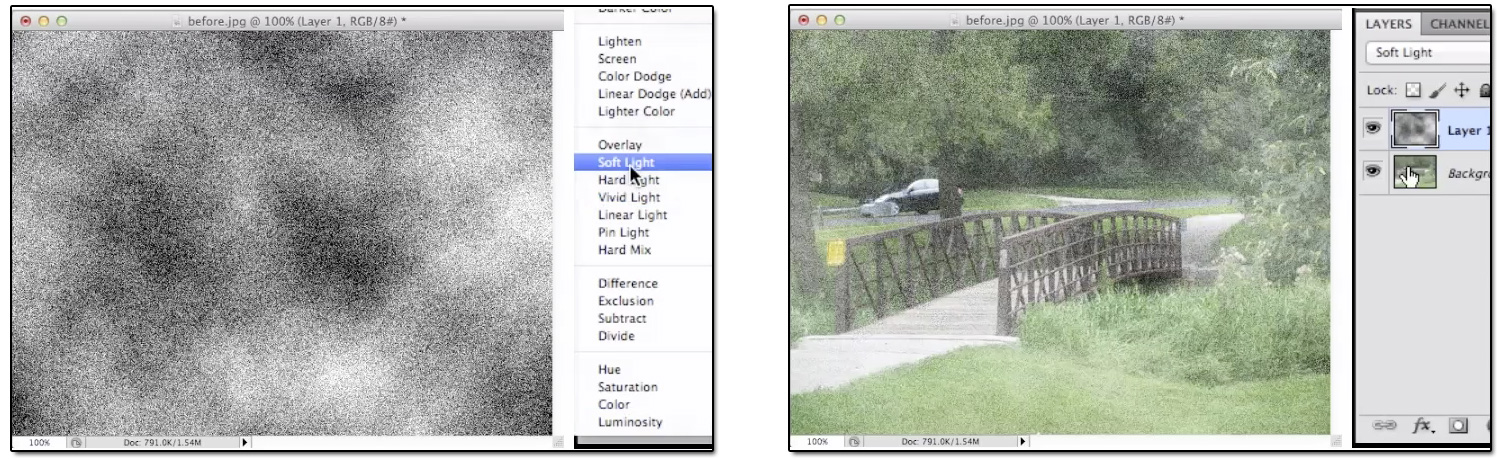 before.jpg @ 100% (Layer 1, RGB/8#) *
Darker Color
Lighten
Screen
Color Dodge
Linear Dodge (Add)
Lighter Color
Overlay
Soft Light
Hard Light
Vivid Light
Linear Light
Pin Light
Hard Mix
Difference
Exclusion
Subtract
Divide
Hue
Saturation
Color
Luminosity
100% Doc: 791.0K/1.54M
before.jpg @ 100% (Layer 1, RGB/8#) *
100% Doc: 791.0K/1.54M
LAYERS CHANNEL
Soft Light
Lock:
Layer 1
Backgr
fx